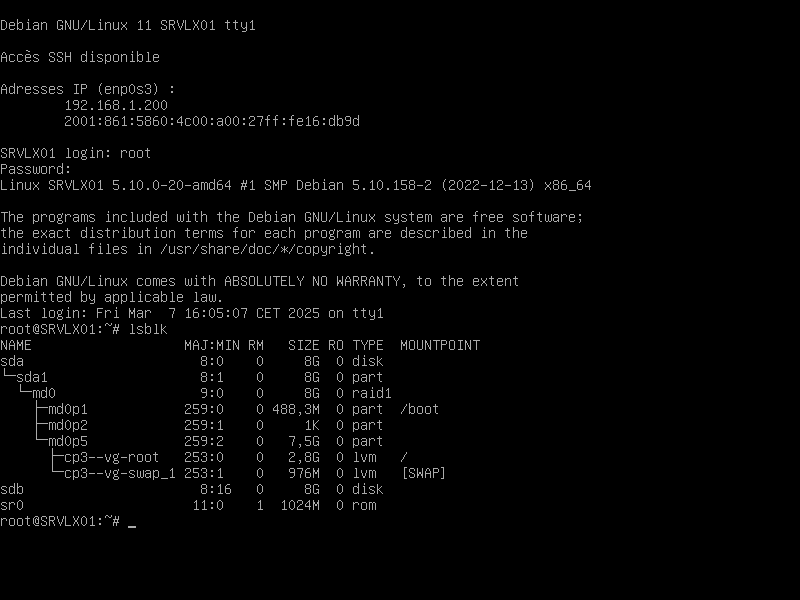 Debian GNU/Linux 11 SRVLX01 tty1
Accès SSH disponible
Adresses IP (enp0s3) :
192.168.1.200
2001:861:5860:4c00:a00:27ff:fe16:db9d
SRVLX01 login: root
Password:
Linux SRVLX01 5.10.0-20-amd64 #1 SMP Debian 5.10.158-2 (2022-12-13) x86_64
The programs included with the Debian GNU/Linux system are free software;
the exact distribution terms for each program are described in the
individual files in /usr/share/doc/*/copyright.
Debian GNU/Linux comes with ABSOLUTELY NO WARRANTY, to the extent
permitted by applicable law.
Last login: Fri Mar  7 16:05:07 CET 2025 on tty1
root@SRVLX01:~# lsblk
NAME                   MAJ:MIN RM   SIZE RO TYPE  MOUNTPOINT
sda                      8:0    0     8G  0 disk
└─sda1                   8:1    0     8G  0 part
  └─md0                  9:0    0     8G  0 raid1
    ├─md0p1            259:0    0 488,3M  0 part  /boot
    ├─md0p2            259:1    0     1K  0 part
    └─md0p5            259:2    0   7,5G  0 part
      ├─cp3--vg-root   253:0    0   2,8G  0 lvm   /
      └─cp3--vg-swap_1 253:1    0   976M  0 lvm   [SWAP]
sdb                      8:16   0     8G  0 disk
sr0                     11:0    1  1024M  0 rom
root@SRVLX01:~# _